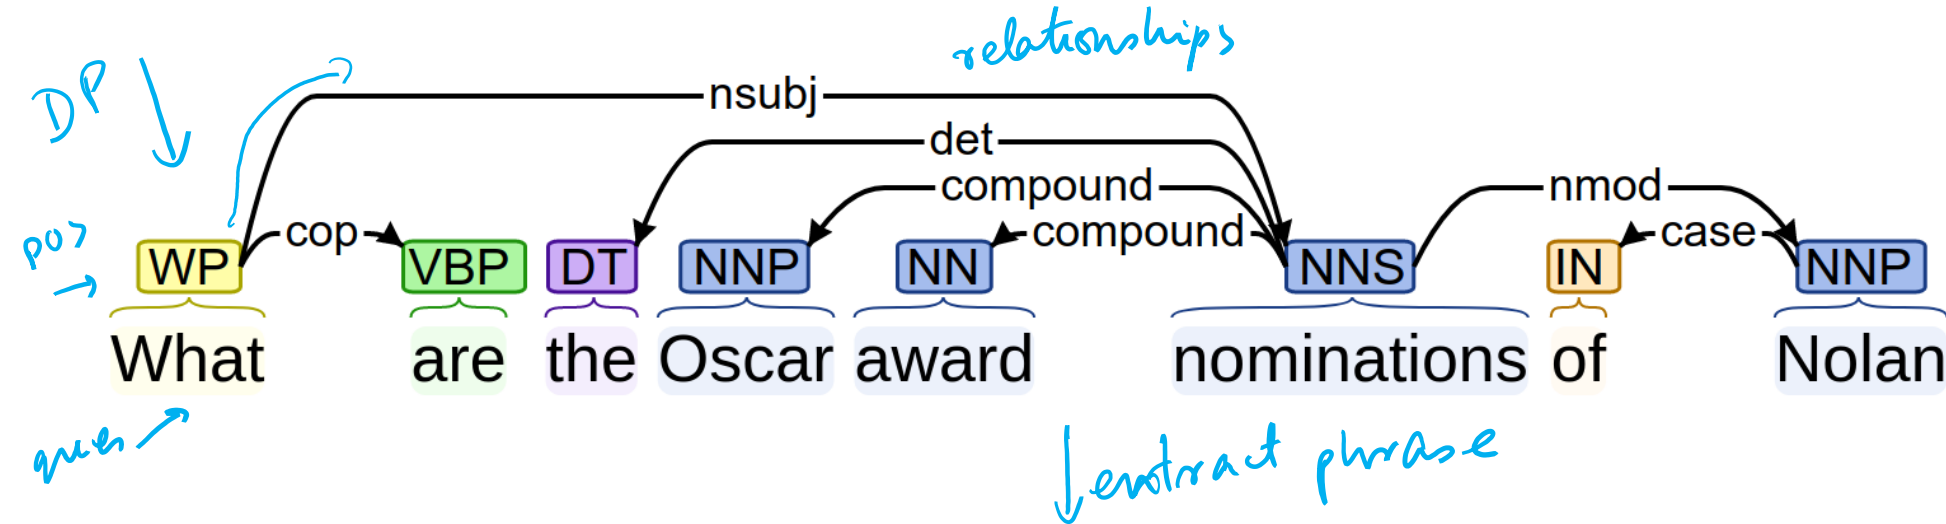 relationships
DP
nsubj
det
compound
nmod
pos
cop
compound
case
WP VBP DT NNP NN NNS IN NNP
What are the Oscar award nominations of Nolan
ques
extract phrase